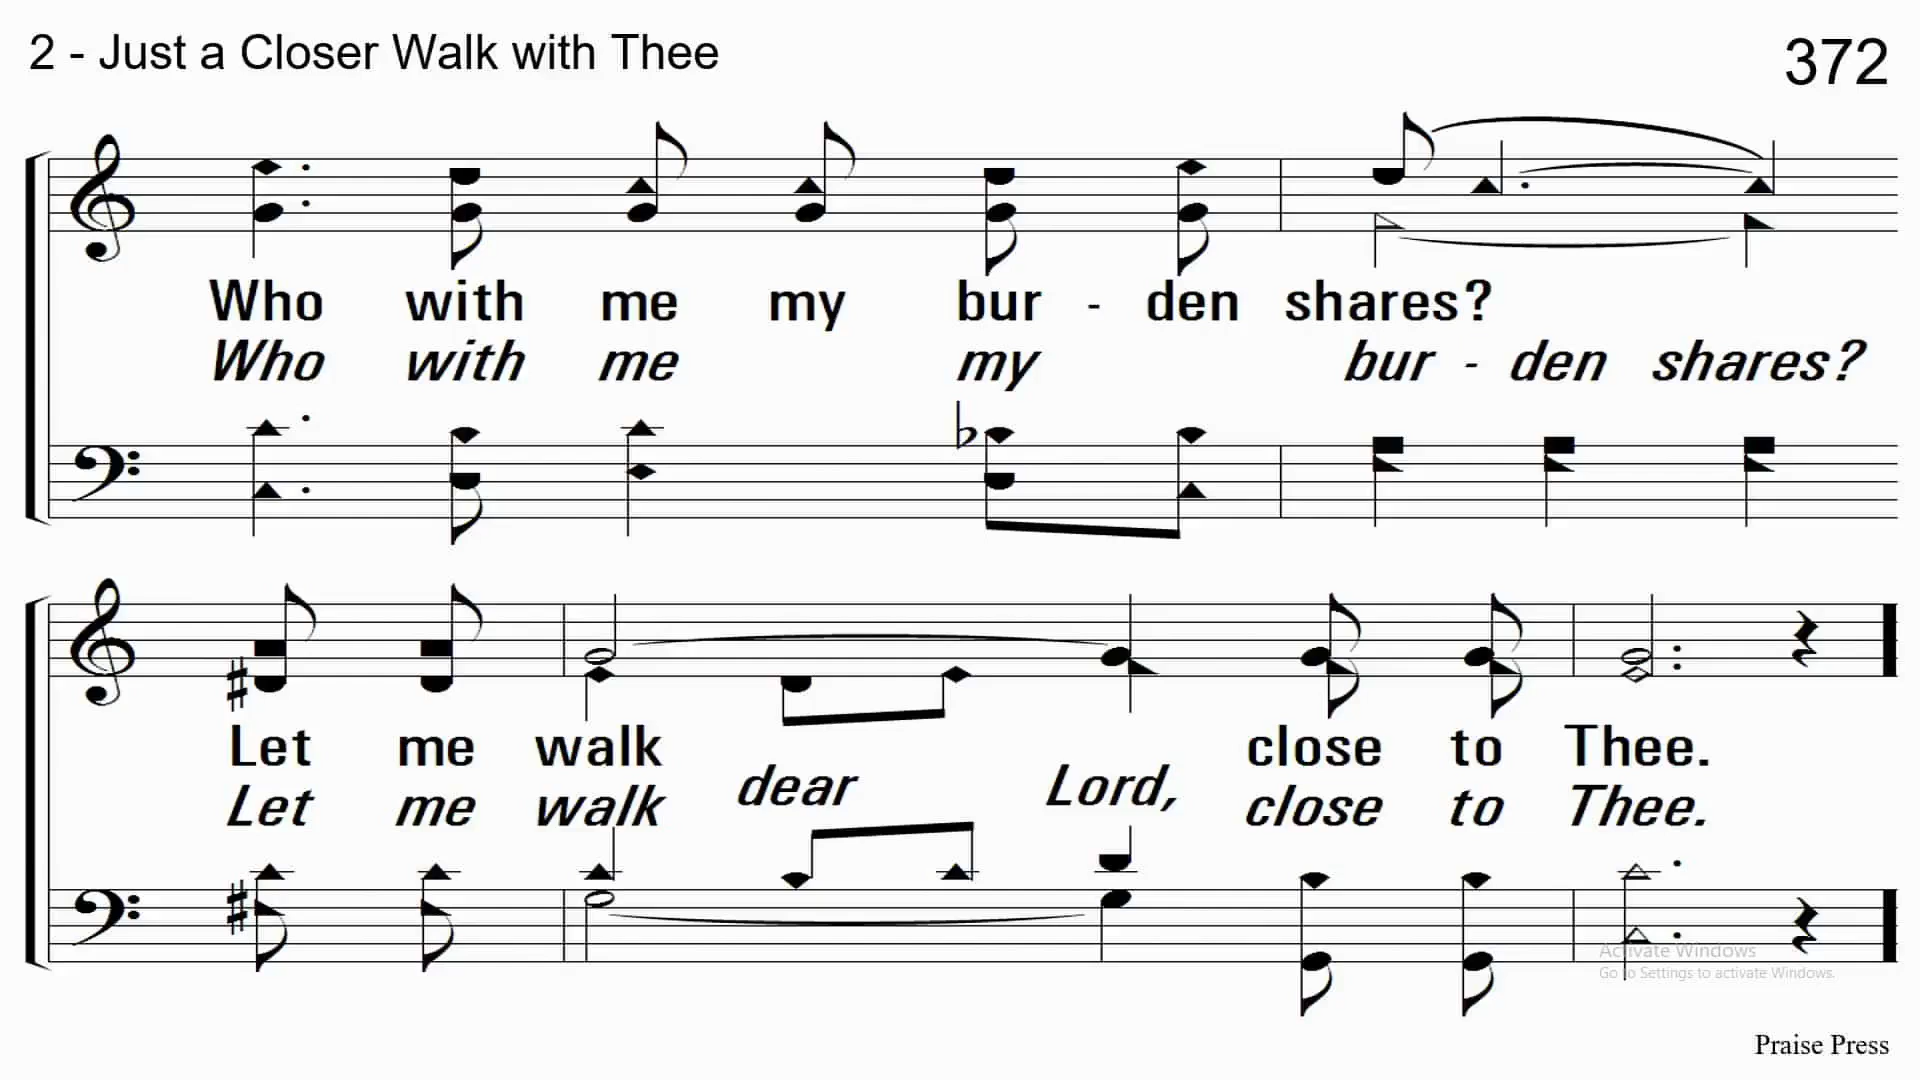 2 - Just a Closer Walk with Thee
372
Who with me my bur - den shares?
Who with me my bur - den shares?
Let me walk close to Thee.
dear Lord,
Let me walk close to Thee.
Activate Windows
Go to Settings to activate Windows.
Praise Press